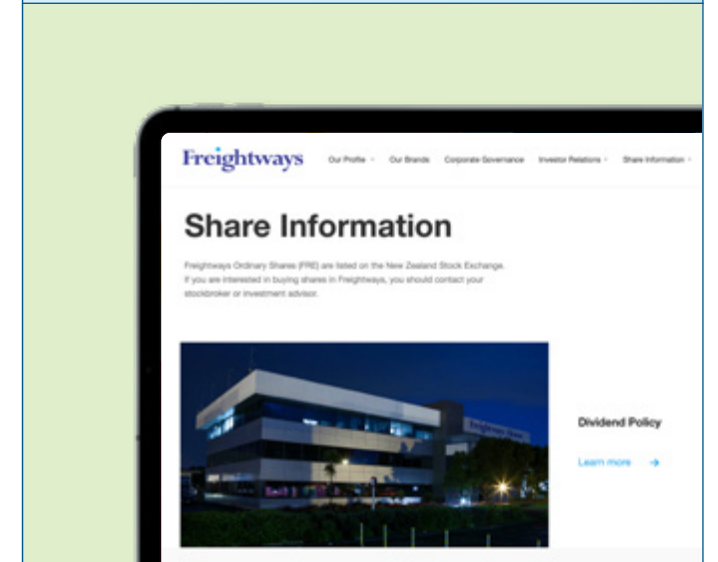 Freightways
Our Profile Our Brands Corporate Governance Investor Relations Share Information
Share Information
Freightways Ordinary Shares (FRE) are listed on the New Zealand Stock Exchange.
If you are interested in buying shares in Freightways, you should contact your
stockbroker or investment advisor.
Dividend Policy
Learn more →